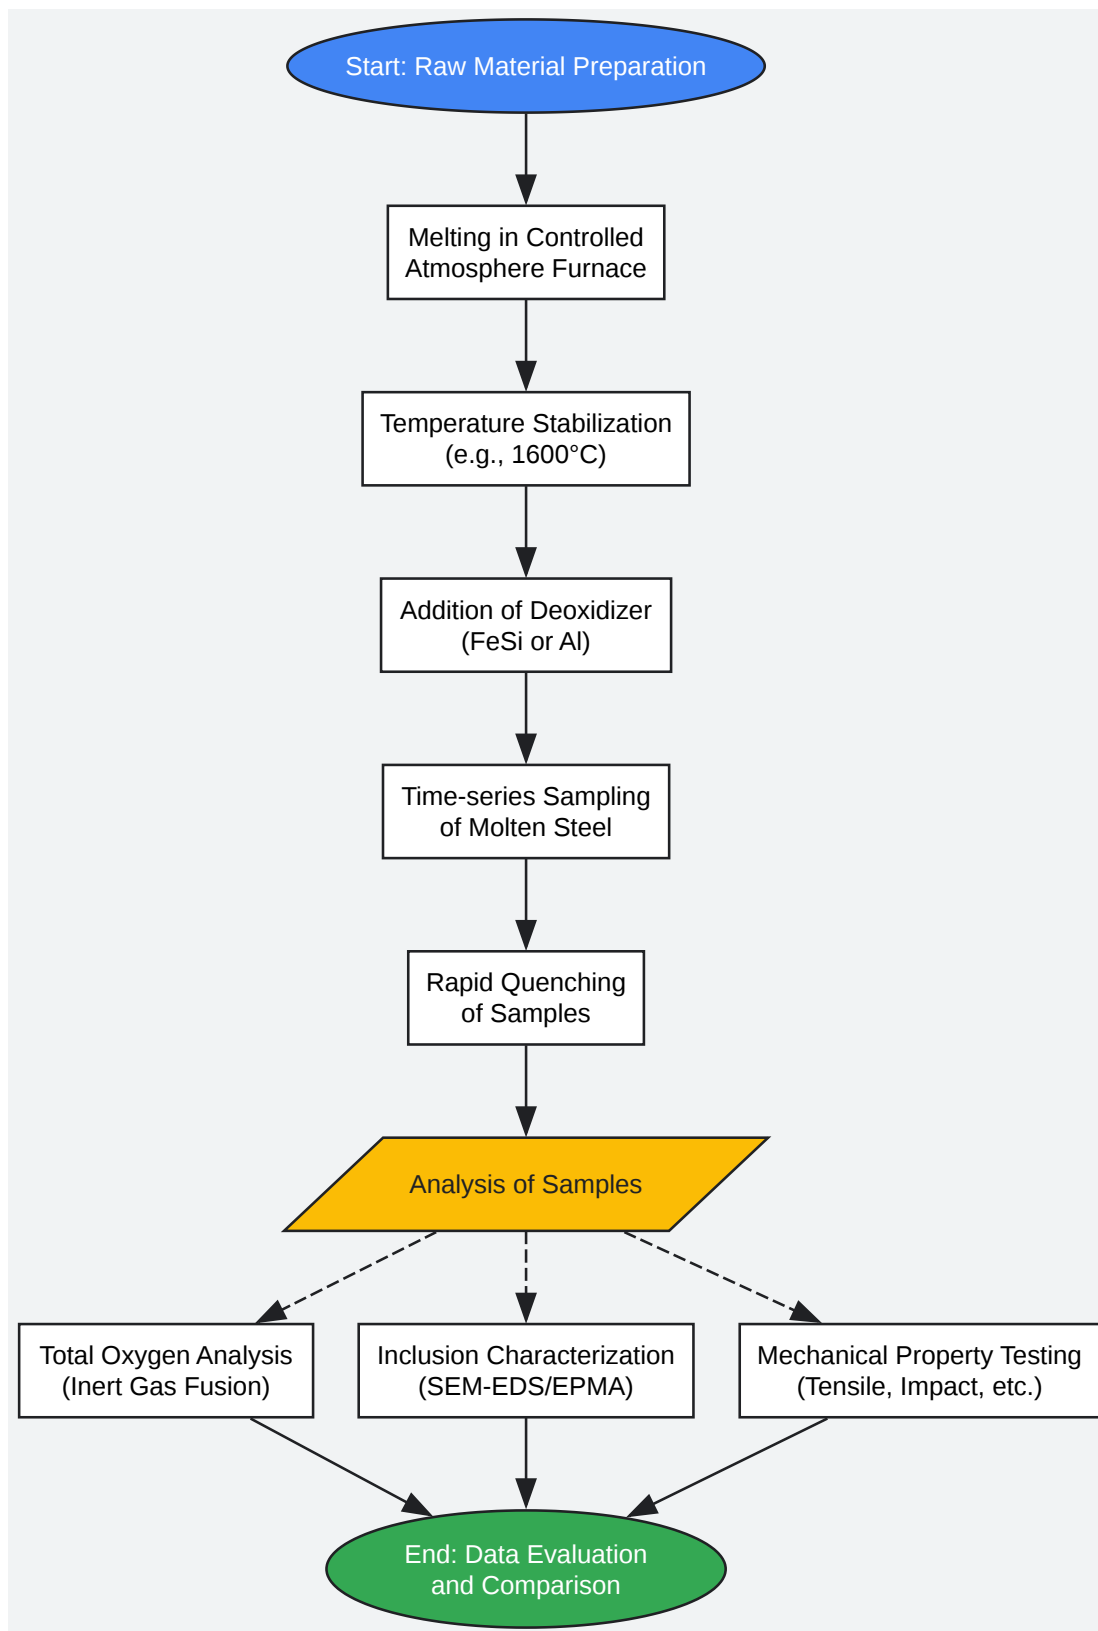 Start: Raw Material Preparation
Melting in Controlled
Atmosphere Furnace
Temperature Stabilization
(e.g., 1600°C)
Addition of Deoxidizer
(FeSi or Al)
Time-series Sampling
of Molten Steel
Rapid Quenching
of Samples
Analysis of Samples
Total Oxygen Analysis
(Inert Gas Fusion)
Inclusion Characterization
(SEM-EDS/EPMA)
Mechanical Property Testing
(Tensile, Impact, etc.)
End: Data Evaluation
and Comparison